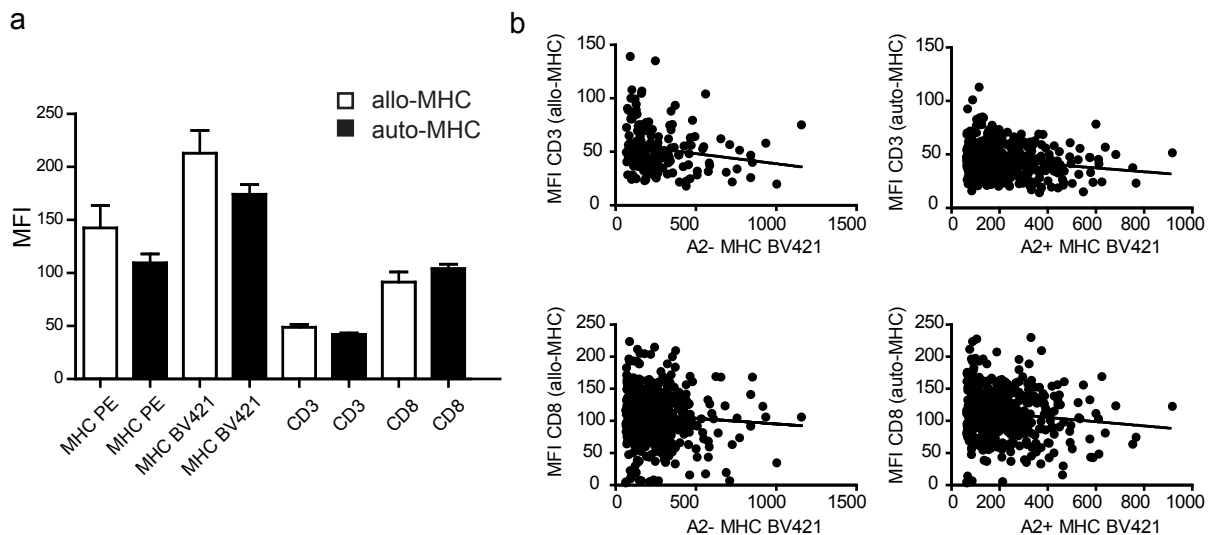 a
allo-MHC
auto-MHC
MFI
250
200
150
100
50
0
MHC PE
MHC PE
MHC BV421
MHC BV421
CD3
CD3
CD8
CD8
b
MFI CD3 (allo-MHC)
150
100
50
0
0 500 1000 1500
A2- MHC BV421
MFI CD3 (auto-MHC)
150
100
50
0
0 200 400 600 800 1000
A2+ MHC BV421
MFI CD8 (allo-MHC)
250
200
150
100
50
0
0 500 1000 1500
A2- MHC BV421
MFI CD8 (auto-MHC)
250
200
150
100
50
0
0 200 400 600 800 1000
A2+ MHC BV421